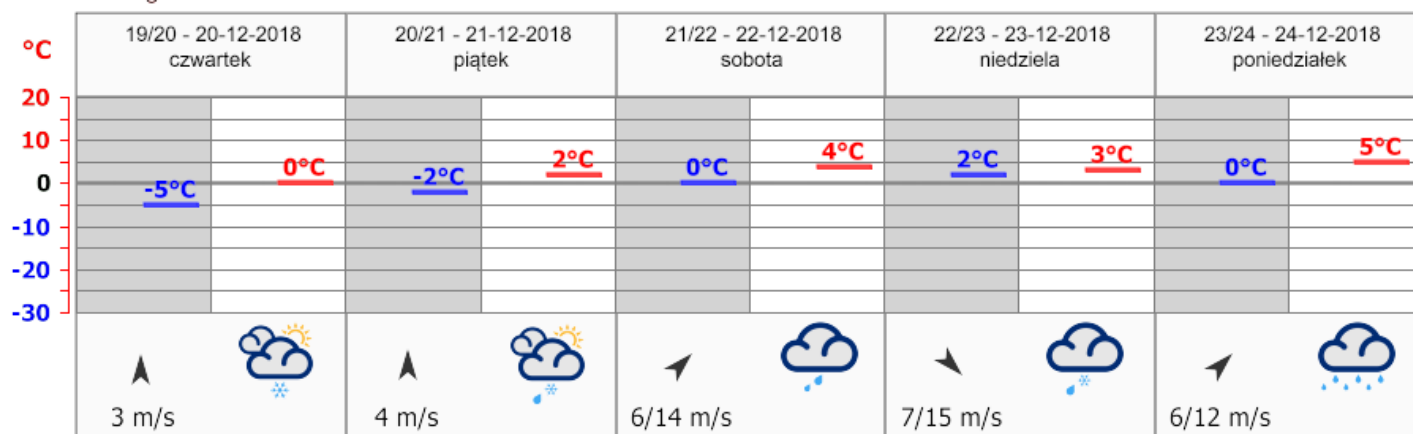 °C
19/20 - 20-12-2018
czwartek
20/21 - 21-12-2018
piątek
21/22 - 22-12-2018
sobota
22/23 - 23-12-2018
niedziela
23/24 - 24-12-2018
poniedziałek
20
10
0
-10
-20
-30
-5°C
0°C
-2°C
2°C
0°C
4°C
2°C
3°C
0°C
5°C
3 m/s
4 m/s
6/14 m/s
7/15 m/s
6/12 m/s